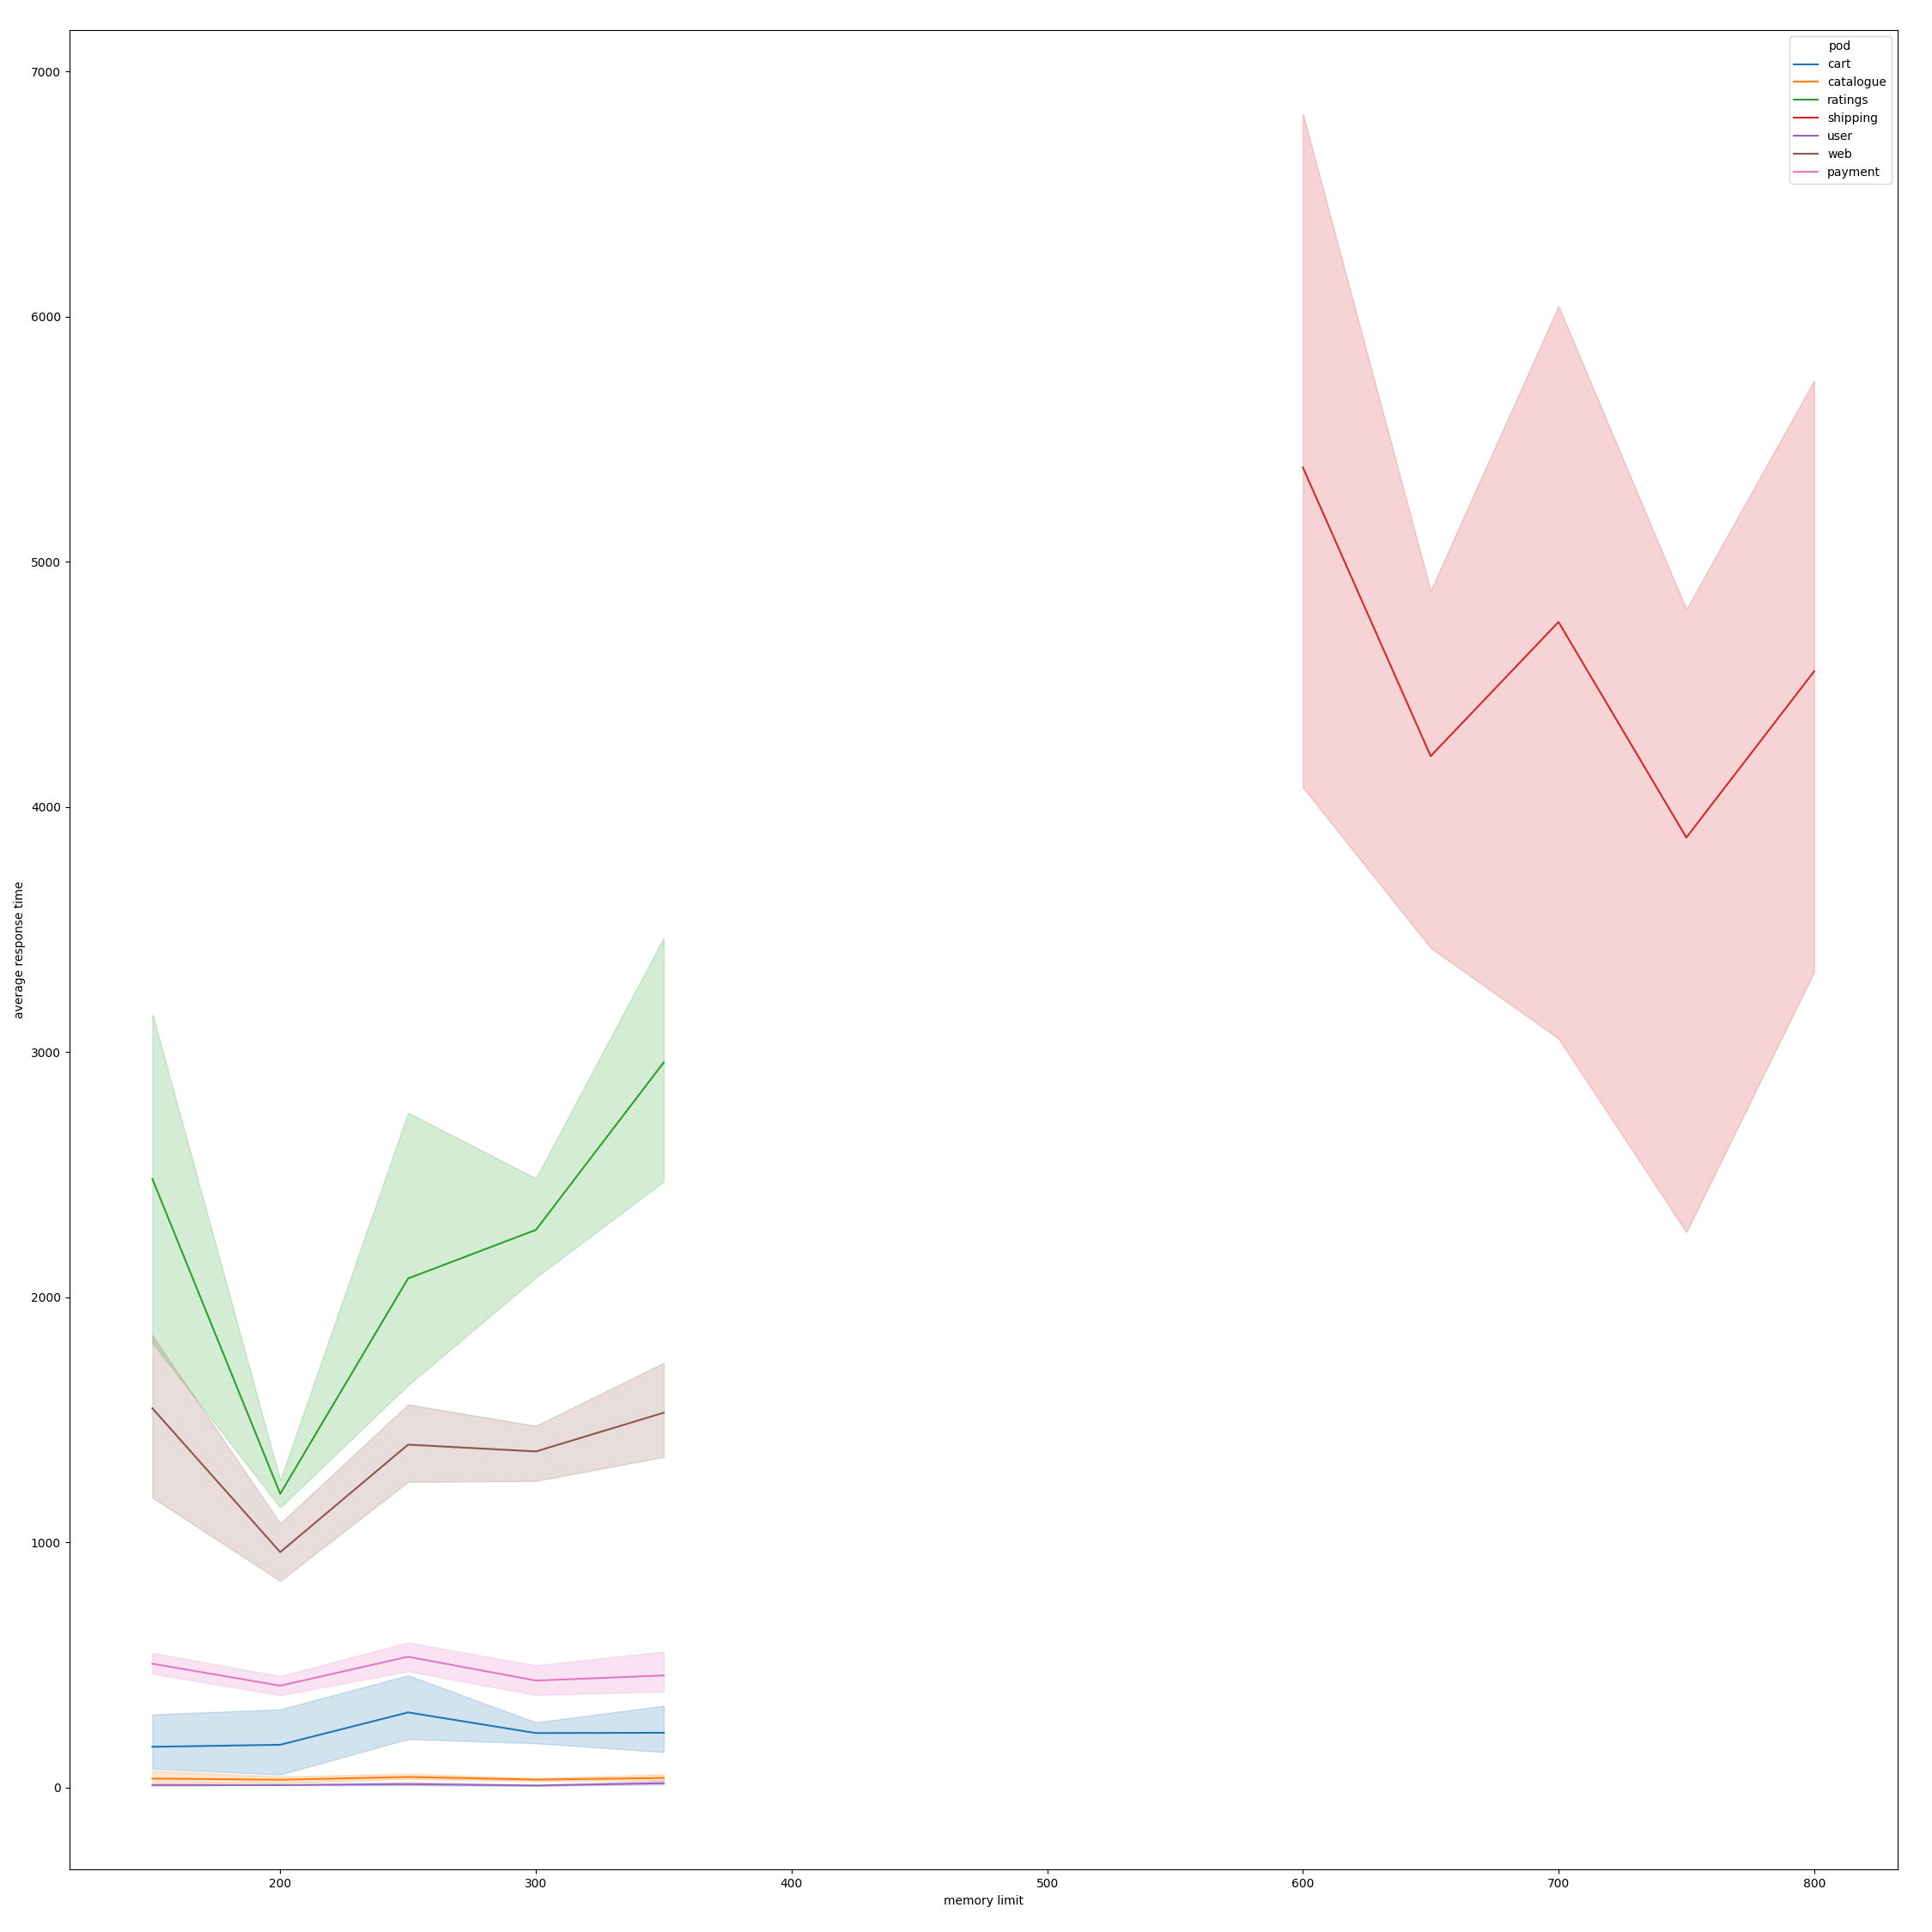 pod
cart
catalogue
ratings
shipping
user
web
payment
7000
6000
5000
4000
3000
2000
1000
0
average response time
200 300 400 500 600 700 800
memory limit